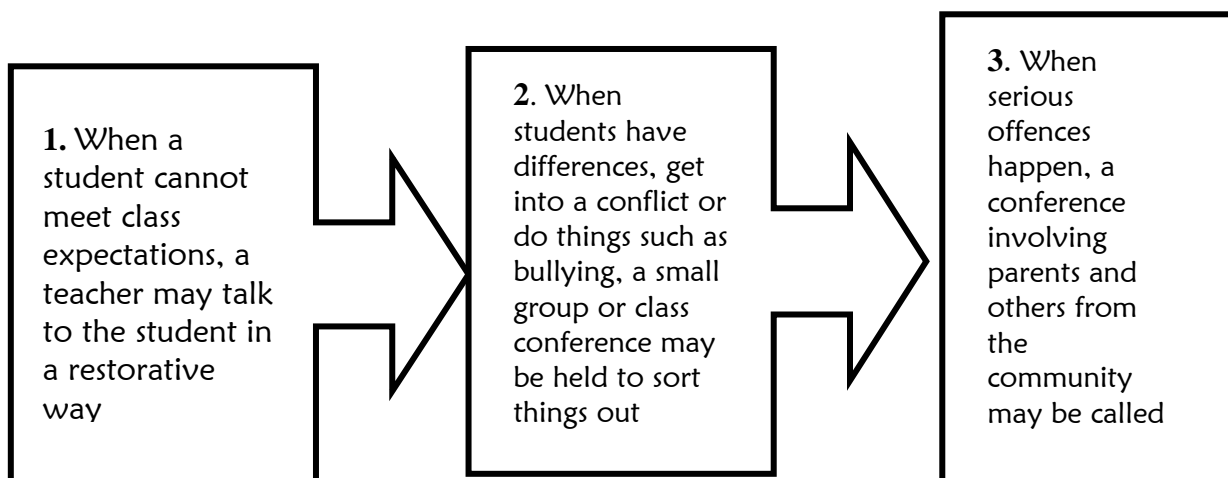 1. When a
student cannot
meet class
expectations, a
teacher may talk
to the student in
a restorative
way
2. When
students have
differences, get
into a conflict or
do things such as
bullying, a small
group or class
conference may
be held to sort
things out
3. When
serious
offences
happen, a
conference
involving
parents and
others from
the
community
may be called